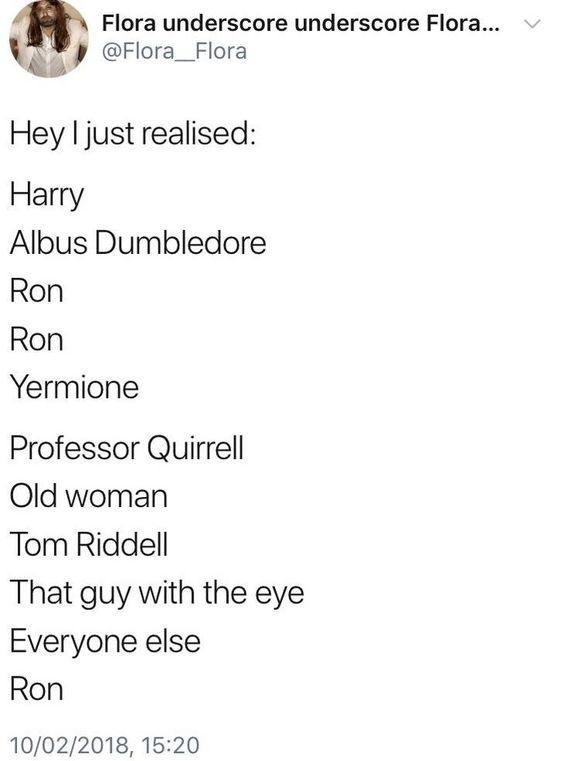 Flora underscore underscore Flora...
@Flora__Flora
Hey I just realised:
Harry
Albus Dumbledore
Ron
Ron
Yermione
Professor Quirrell
Old woman
Tom Riddell
That guy with the eye
Everyone else
Ron
10/02/2018, 15:20